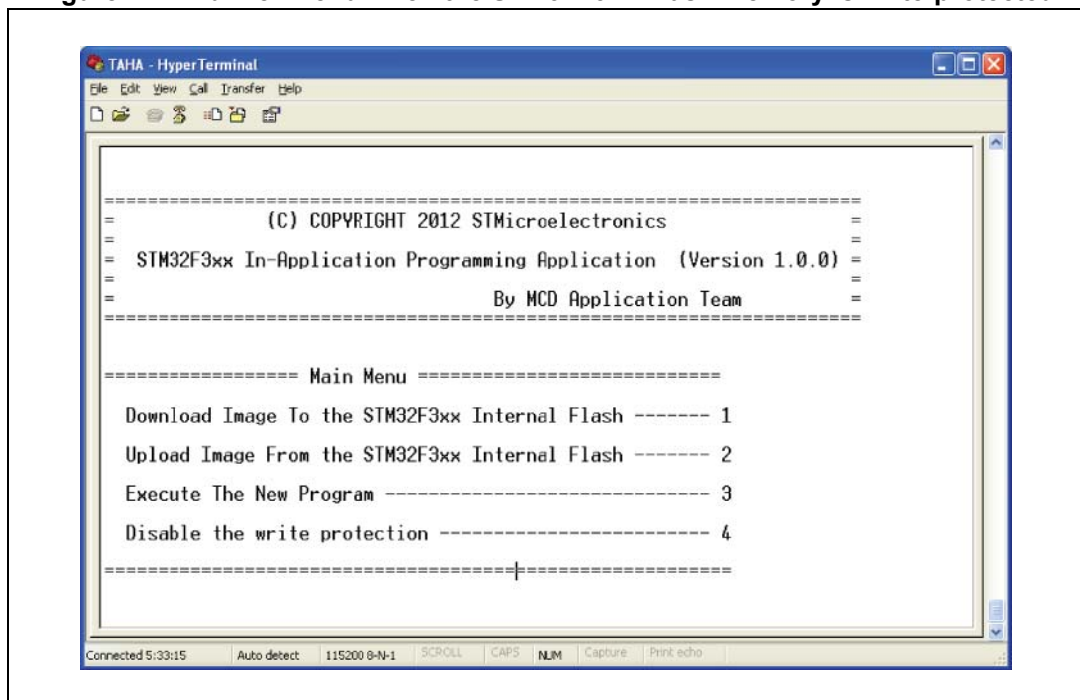 TAHA - HyperTerminal
File Edit View Call Transfer Help
==================================================================
= (C) COPYRIGHT 2012 STMicroelectronics =
= =
= STM32F3xx In-Application Programming Application (Version 1.0.0) =
= =
= By MCD Application Team =
==================================================================
================== Main Menu ============================
Download Image To the STM32F3xx Internal Flash ------- 1
Upload Image From the STM32F3xx Internal Flash ------- 2
Execute The New Program ------------------------------ 3
Disable the write protection ------------------------- 4
==========================================================
Connected 5:33:15 Auto detect 115200 8-N-1 SCROLL CAPS NUM Capture Print echo